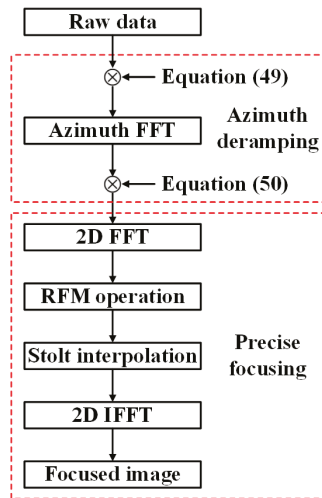 Raw data
Equation (49)
Azimuth FFT
Azimuth
deramping
Equation (50)
2D FFT
RFM operation
Stolt interpolation
Precise
focusing
2D IFFT
Focused image